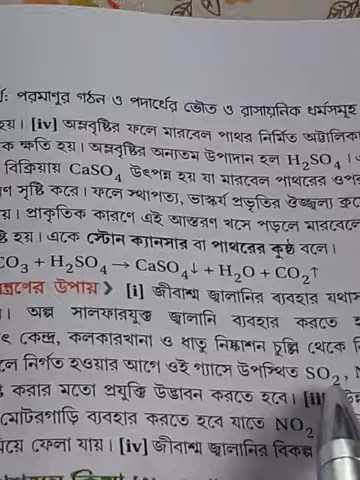 পরমাণুর গঠন ও পদার্থের ভৌত ও রাসায়নিক ধর্মসমূহ
হয়। [iv] অম্লবৃষ্টির ফলে মারবেল পাথর নির্মিত অট্টালিকা
ক্ষতি হয়। অম্লবৃষ্টির অন্যতম উপাদান হল H₂SO₄।
বিক্রিয়ায় CaSO₄ উৎপন্ন হয় যা মারবেল পাথরের ওপর
সৃষ্টি করে। ফলে স্থাপত্য, ভাস্কর্য প্রভৃতির ঔজ্জ্বল্য
প্রাকৃতিক কারণে এই আস্তরণ খসে পড়লে মারবেলে
হয়। একে স্টোন ক্যানসার বা পাথরের কুষ্ঠ বলে।
CO₃ + H₂SO₄ → CaSO₄↓ + H₂O + CO₂↑
উপায় ❯ [i] জীবাশ্ম জ্বালানির ব্যবহার
অল্প সালফারযুক্ত জ্বালানি ব্যবহার করতে
কেন্দ্র, কলকারখানা ও ধাতু নিষ্কাশন চুল্লি থেকে
নির্গত হওয়ার আগে ওই গ্যাসে উপস্থিত SO₂,
করার মতো প্রযুক্তি উদ্ভাবন করতে হবে।
মোটরগাড়ি ব্যবহার করতে হবে যাতে NO₂
ফেলা যায়। [iv] জীবাশ্ম জ্বালানির বিকল্প